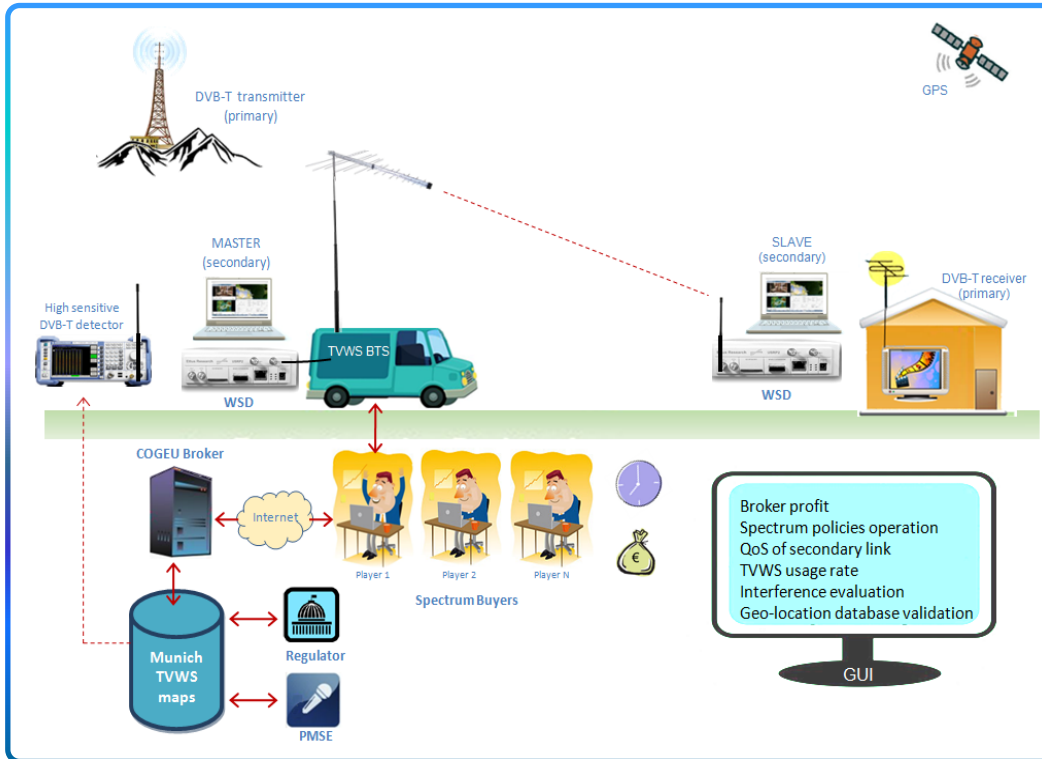 DVB-T transmitter
(primary)
GPS
MASTER
(secondary)
SLAVE
(secondary)
DVB-T receiver
(primary)
High sensitive
DVB-T detector
TVWS BTS
WSD
WSD
COGEU Broker
Internet
Player 1
Player 2
Player N
Spectrum Buyers
€
Munich
TVWS
maps
Regulator
PMSE
Broker profit
Spectrum policies operation
QoS of secondary link
TVWS usage rate
Interference evaluation
Geo-location database validation
GUI